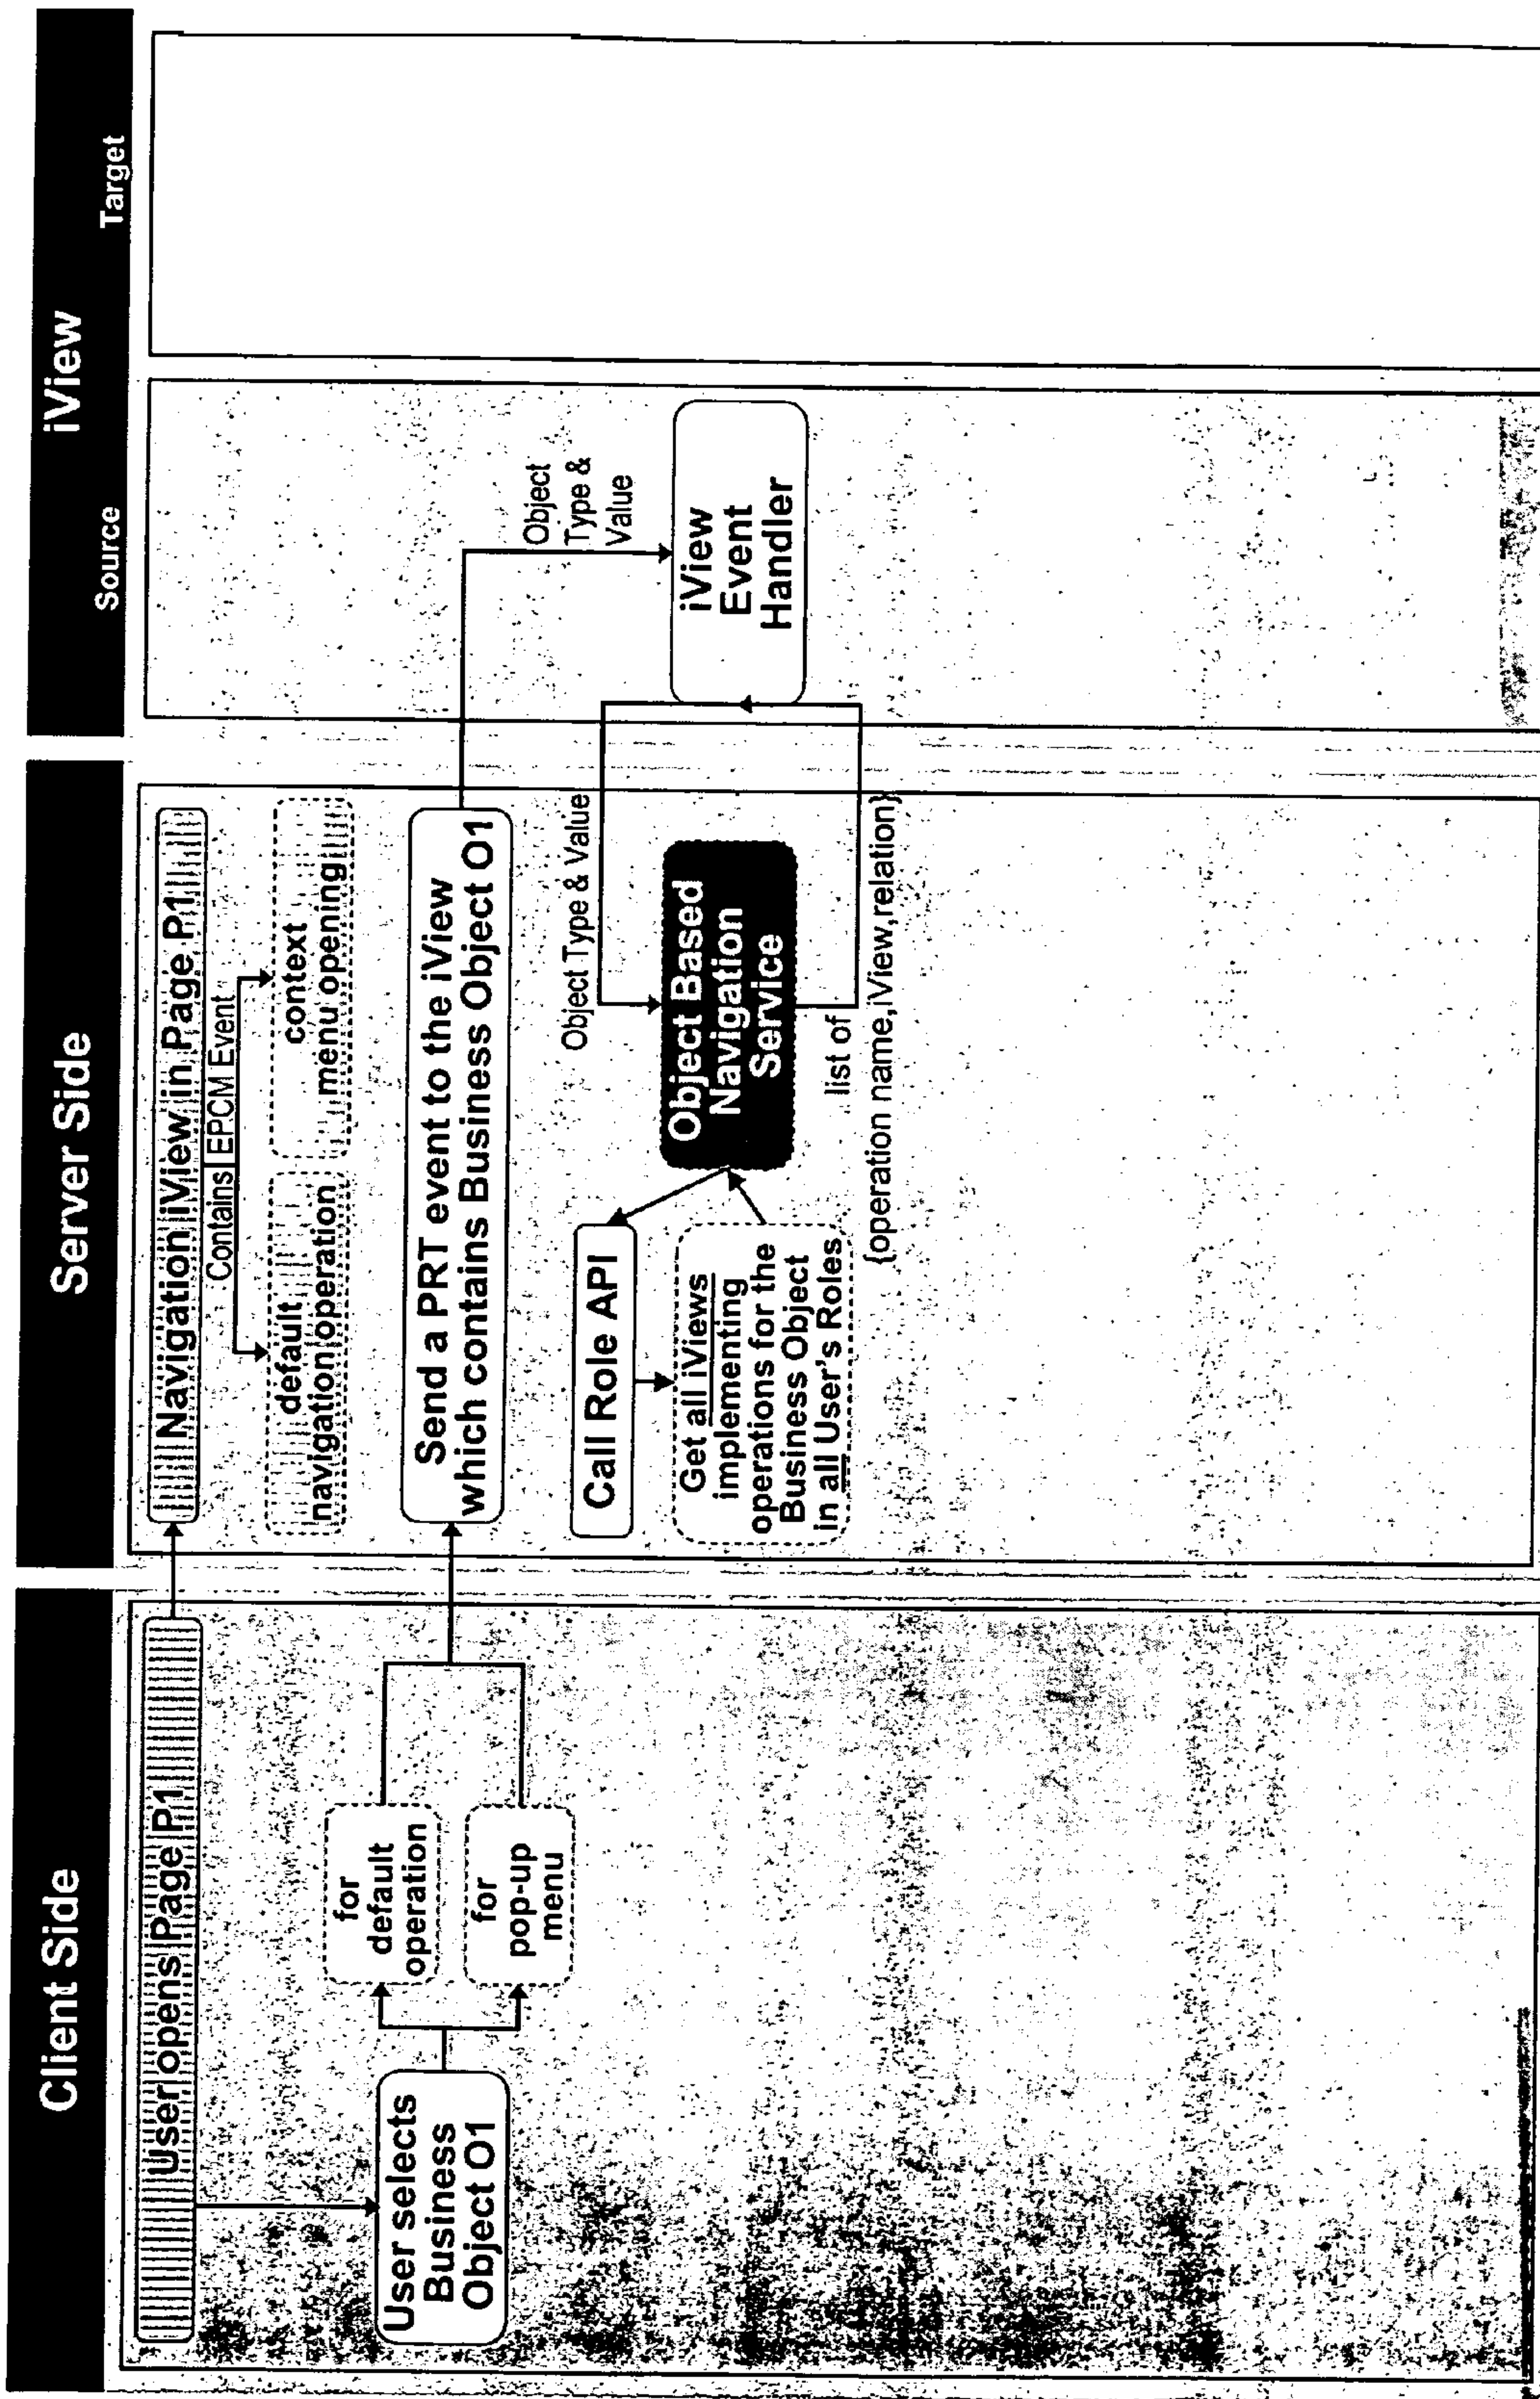 Client Side
Server Side
iView
Source
Target
User opens Page P1
Navigation iView in Page P1
Contains EPCM Event
default
navigation operation
context
menu opening
User selects
Business
Object O1
for
default
operation
for
pop-up
menu
Send a PRT event to the iView
which contains Business Object O1
Object
Type &
Value
iView
Event
Handler
Object Type & Value
Object Based
Navigation
Service
Call Role API
Get all iViews
implementing
operations for the
Business Object
in all User's Roles
list of
{operation name,iView,relation}